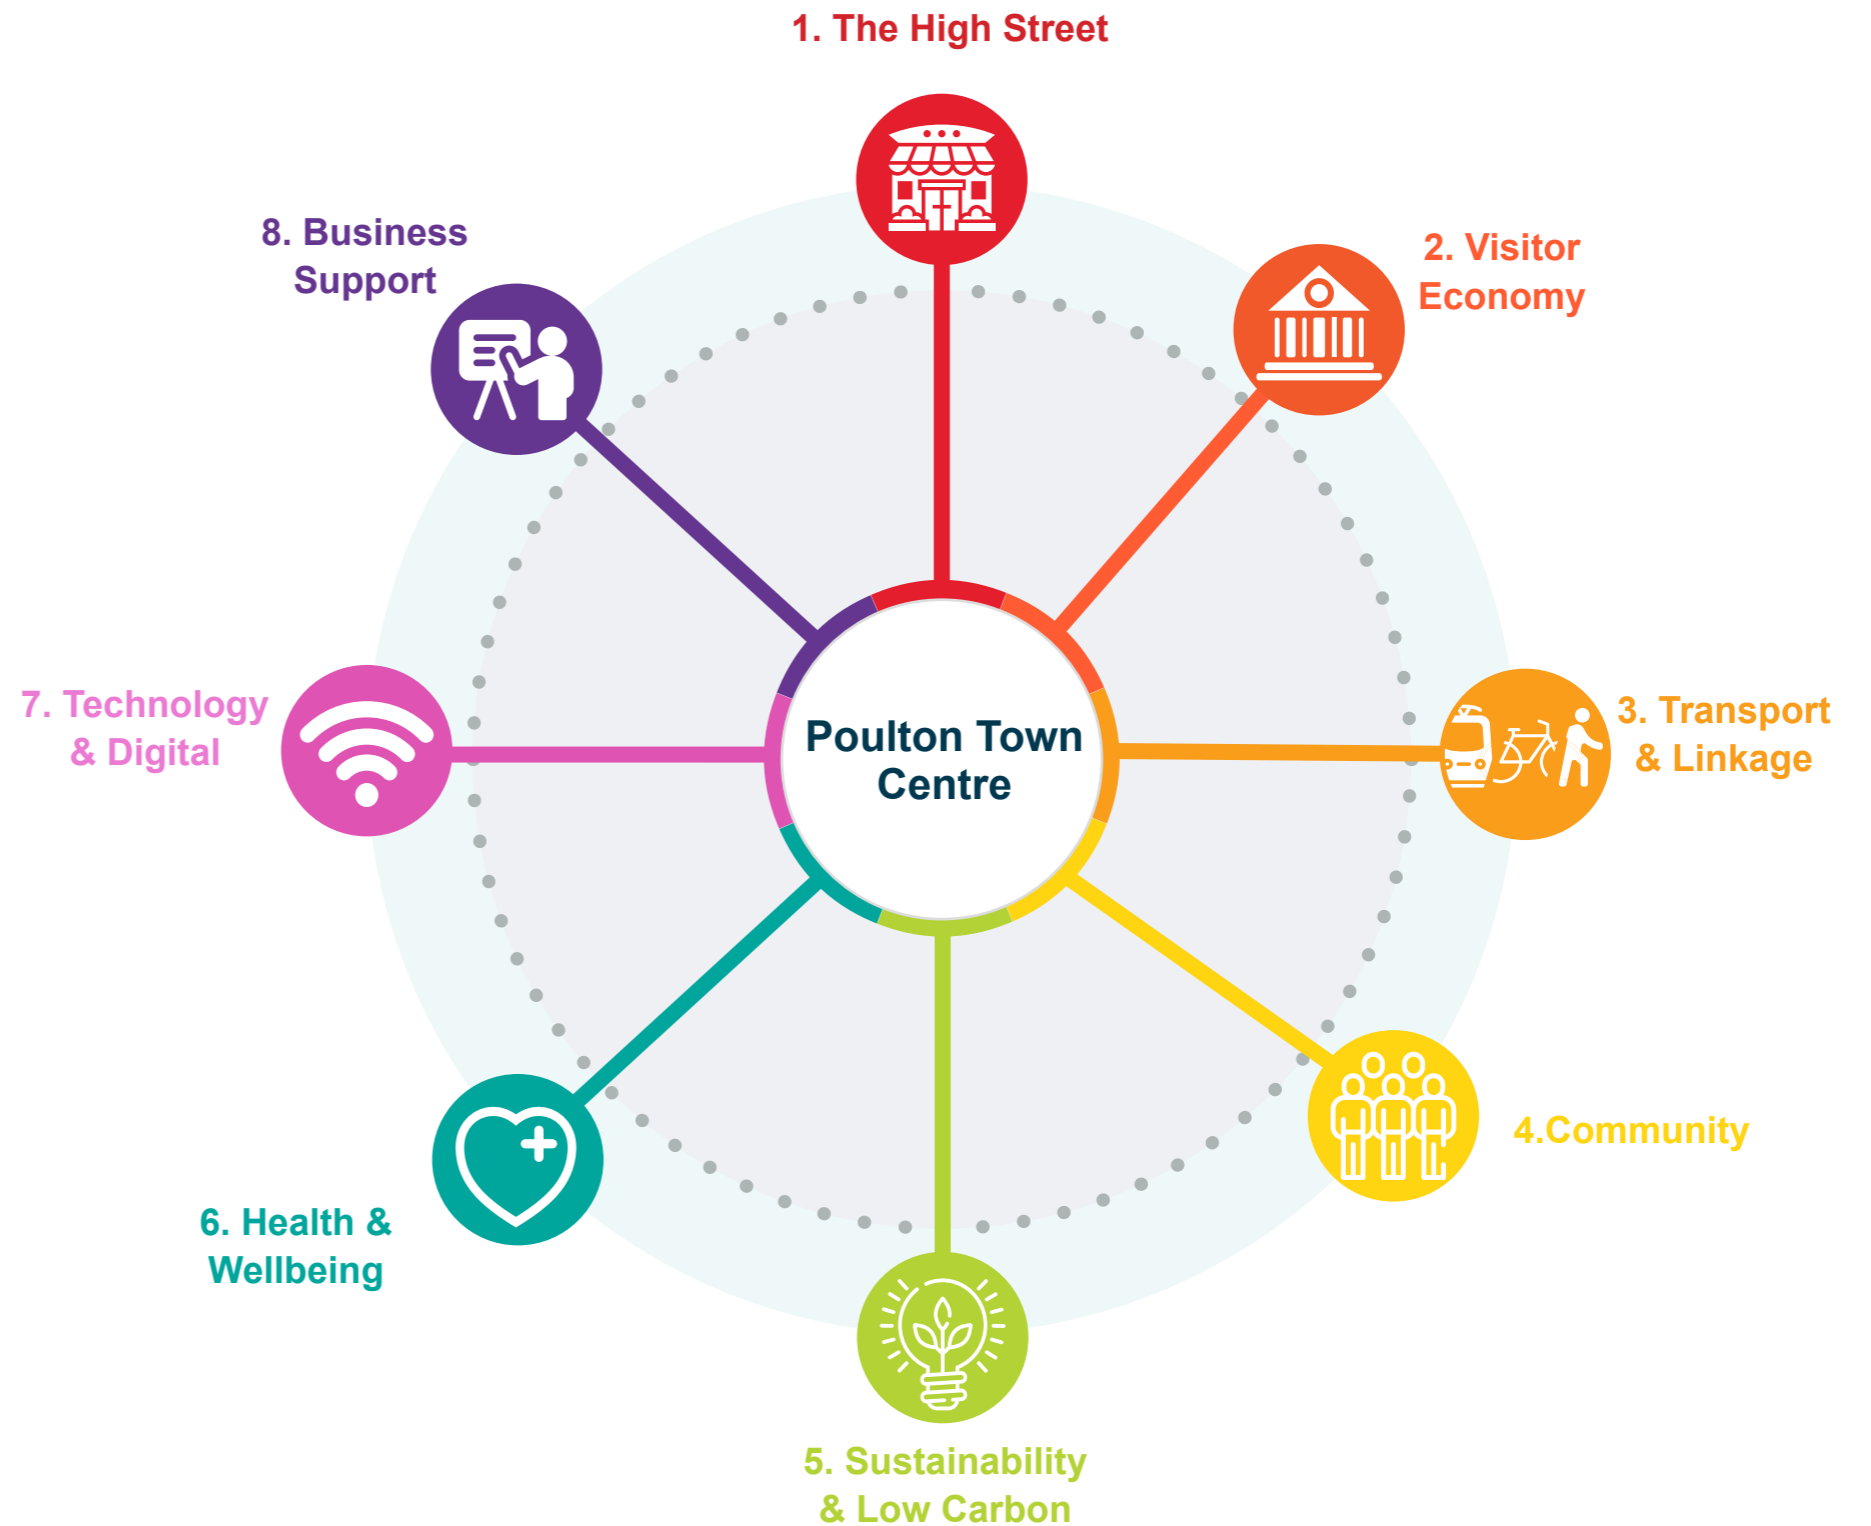 1. The High Street
2. Visitor
Economy
3. Transport
& Linkage
4.Community
5. Sustainability
& Low Carbon
6. Health &
Wellbeing
7. Technology
& Digital
8. Business
Support
Poulton Town
Centre